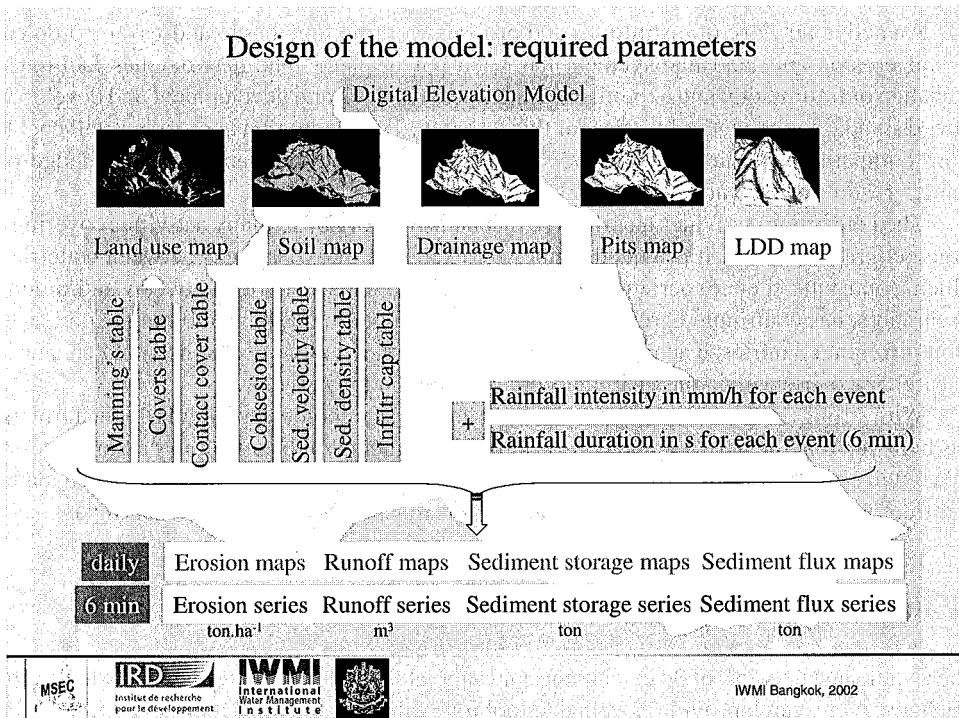 Design of the model: required parameters
Digital Elevation Model
Land use map
Soil map
Drainage map
Pits map
LDD map
Manning's table
Covers table
Contact cover table
Cohseesion table
Sed. velocity table
Sed. density table
Infiltr cap table
+
Rainfall intensity in mm/h for each event
Rainfall duration in s for each event (6 min)
daily Erosion maps Runoff maps Sediment storage maps Sediment flux maps
6 min Erosion series Runoff series Sediment storage series Sediment flux series
ton.ha⁻¹ m³ ton ton
MSEC
IRD
Institut de recherche
pour le développement
IWMI
International
Water Management
Institute
IWMI Bangkok, 2002